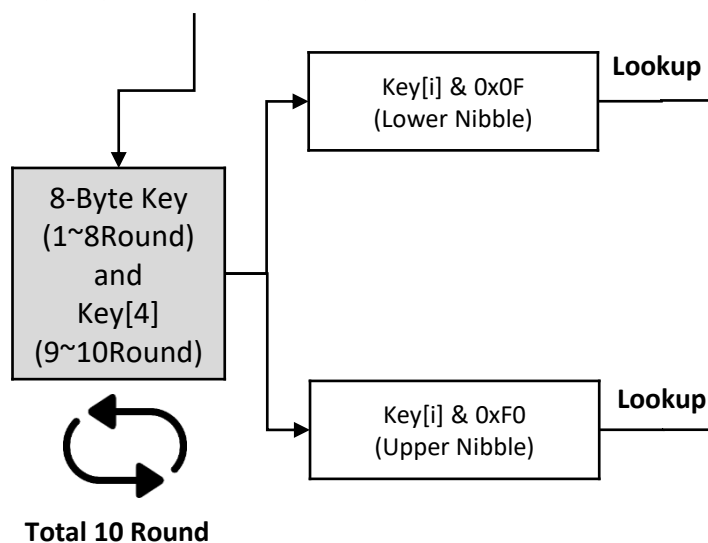 Key[i] & 0x0F
(Lower Nibble)
Lookup
8-Byte Key
(1~8Round)
and
Key[4]
(9~10Round)
Key[i] & 0xF0
(Upper Nibble)
Lookup
Total 10 Round